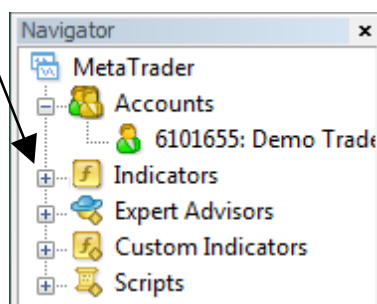 Navigator
MetaTrader
Accounts
6101655: Demo Trade
Indicators
Expert Advisors
Custom Indicators
Scripts